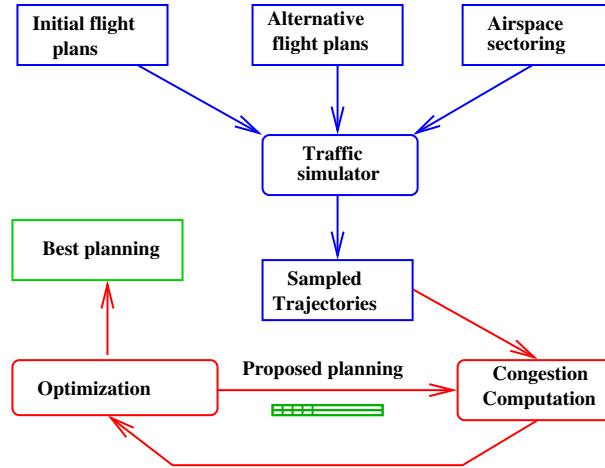 Initial flight
plans
Alternative
flight plans
Airspace
sectoring
Traffic
simulator
Best planning
Sampled
Trajectories
Optimization
Proposed planning
Congestion
Computation